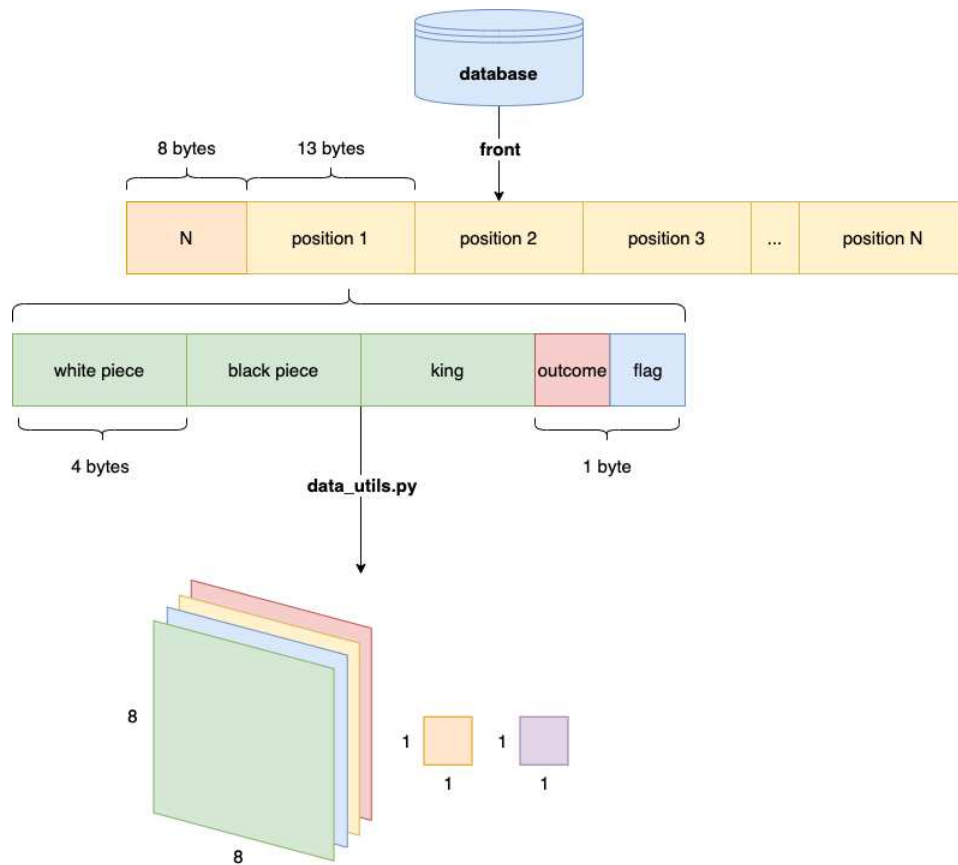 database
8 bytes
13 bytes
front
N
position 1
position 2
position 3
...
position N
white piece
black piece
king
outcome
flag
4 bytes
1 byte
data_utils.py
8
1
1
1
1
8